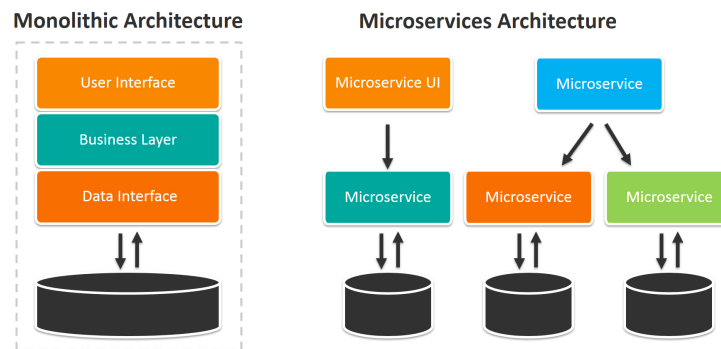 Monolithic Architecture
Microservices Architecture
User Interface
Business Layer
Data Interface
Microservice UI
Microservice
Microservice
Microservice
Microservice